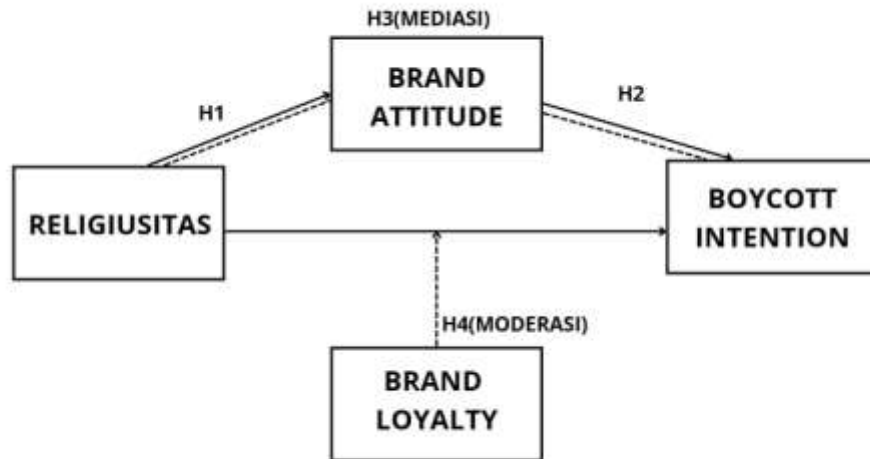 H3(MEDIASI)
BRAND
ATTITUDE
H1
H2
RELIGIUSITAS
BOYCOTT
INTENTION
H4(MODERASI)
BRAND
LOYALTY